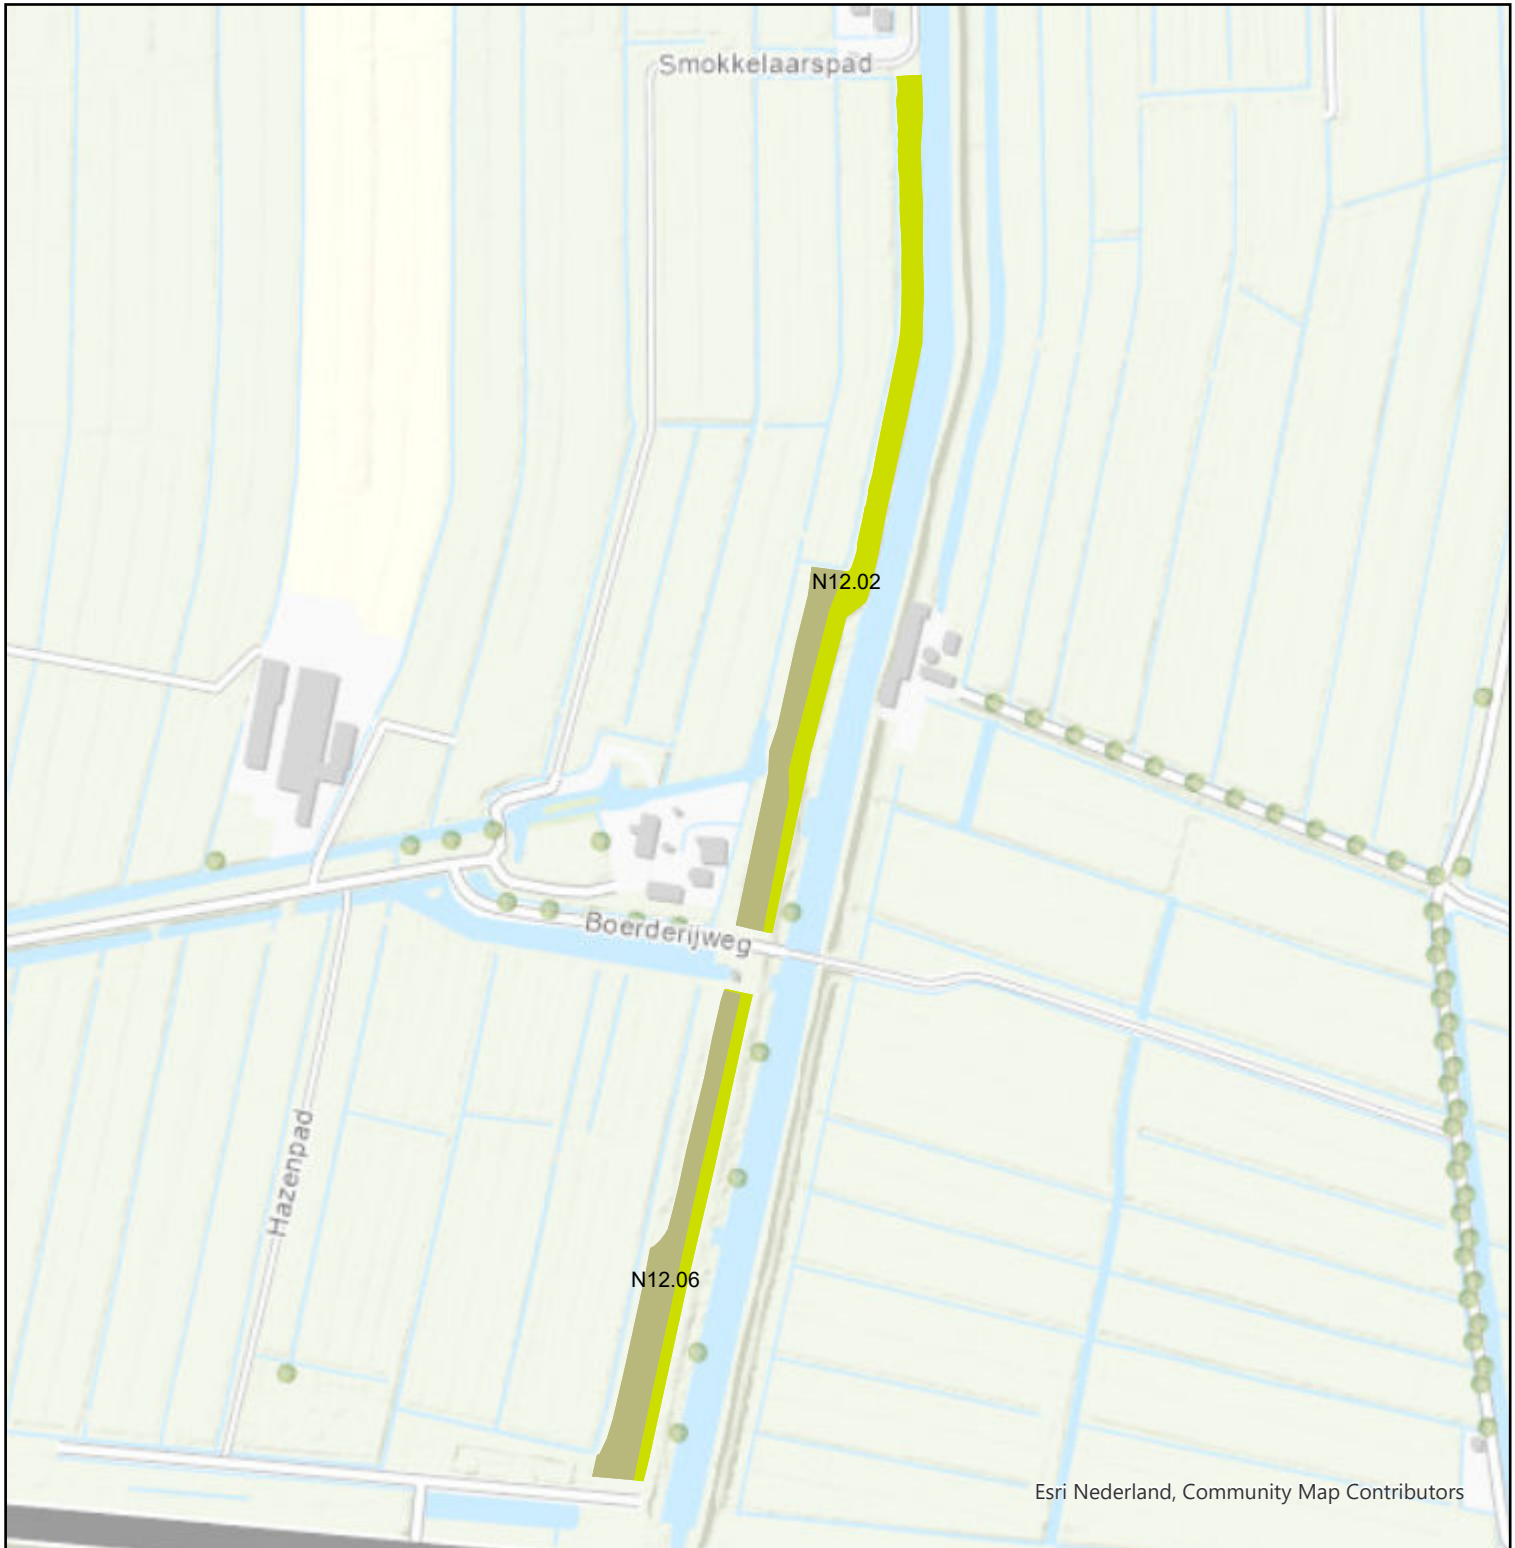 Smokkelaarspad
N12.02
Boerderijweg
Hazenpad
N12.06
Esri Nederland, Community Map Contributors